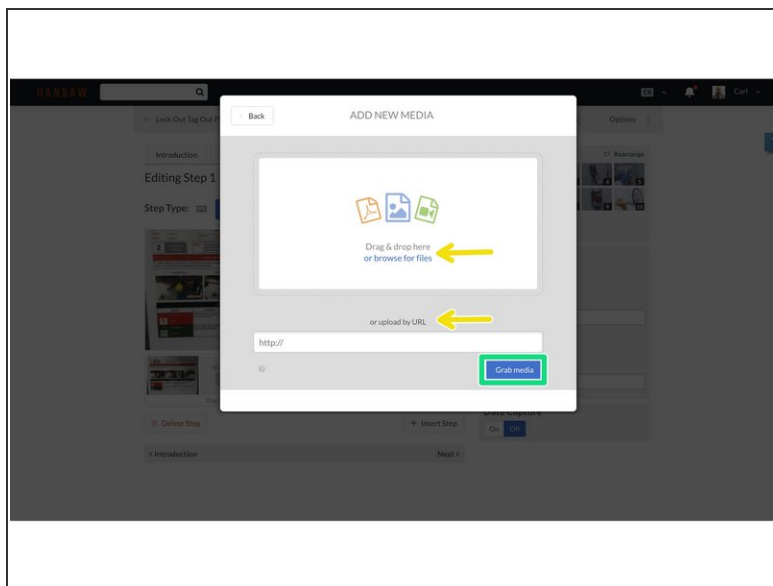 HANSAW
EN
Carl
Lock Out Tag Out P
Options
Back
ADD NEW MEDIA
Introduction
Rearrange
Editing Step 1
Step Type:
Drag & drop here
or browse for files
or upload by URL
http://
Grab media
Delete Step
+ Insert Step
Data Capture
On Off
< Introduction
Next >